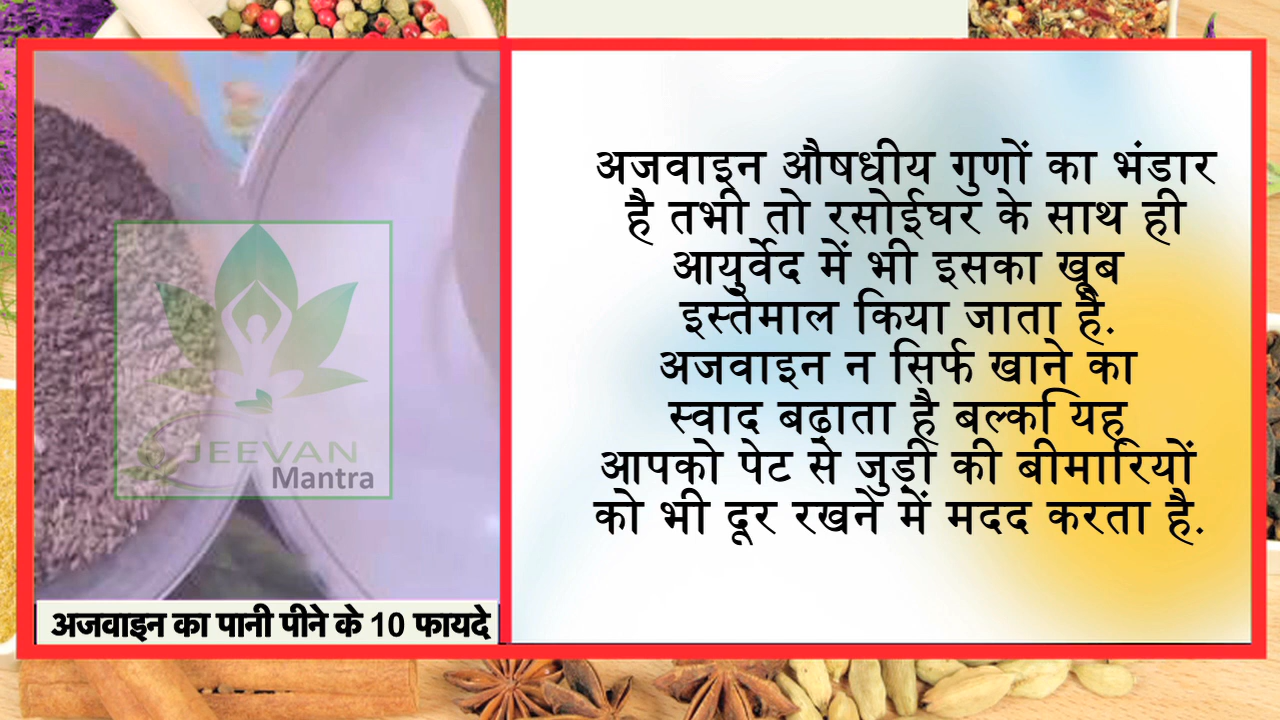 अजवाइन औषधीय गुणों का भंडार
है तभी तो रसोईघर के साथ ही
आयुर्वेद में भी इसका खूब
इस्तेमाल किया जाता है.
अजवाइन न सिर्फ खाने का
स्वाद बढ़ाता है बल्कि यह
आपको पेट से जुड़ी की बीमारियों
को भी दूर रखने में मदद करता है.
JEEVAN
Mantra
अजवाइन का पानी पीने के 10 फायदे